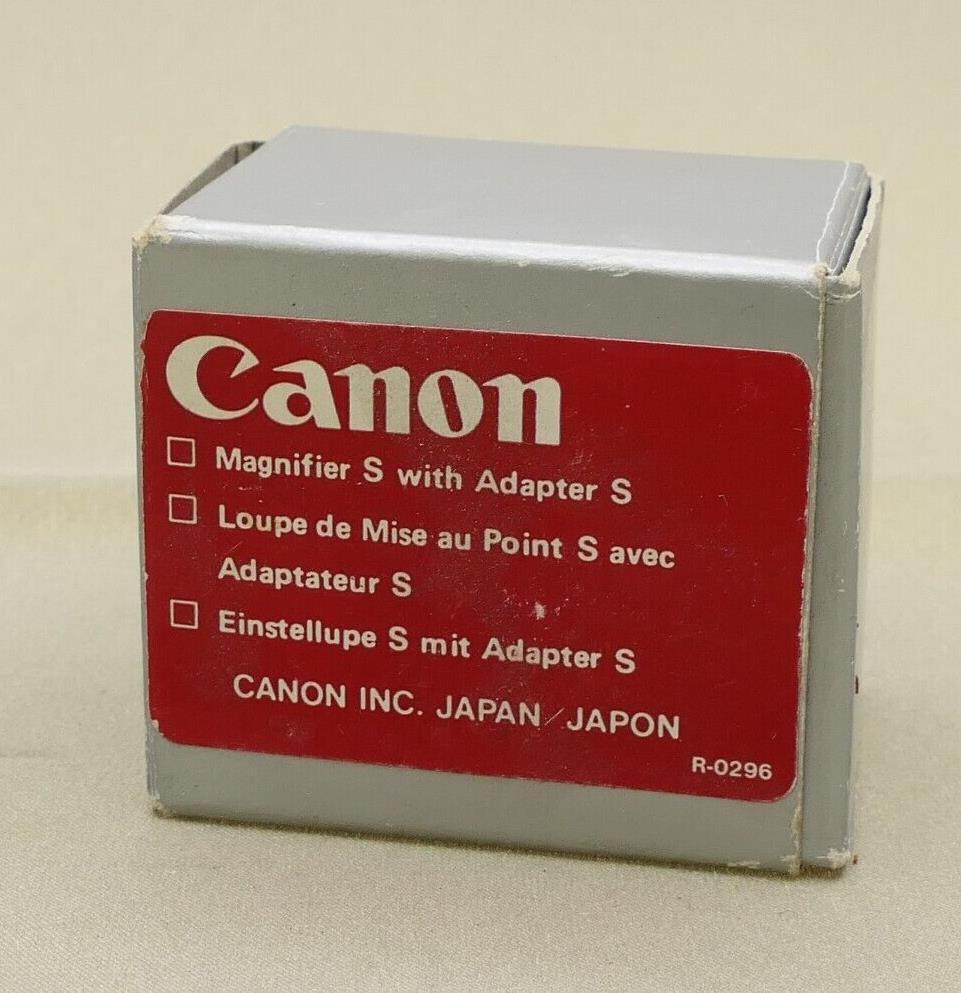 Canon
☐ Magnifier S with Adapter S
☐ Loupe de Mise au Point S avec
Adaptateur S
☐ Einstellupe S mit Adapter S
CANON INC. JAPAN/JAPON
R-0296